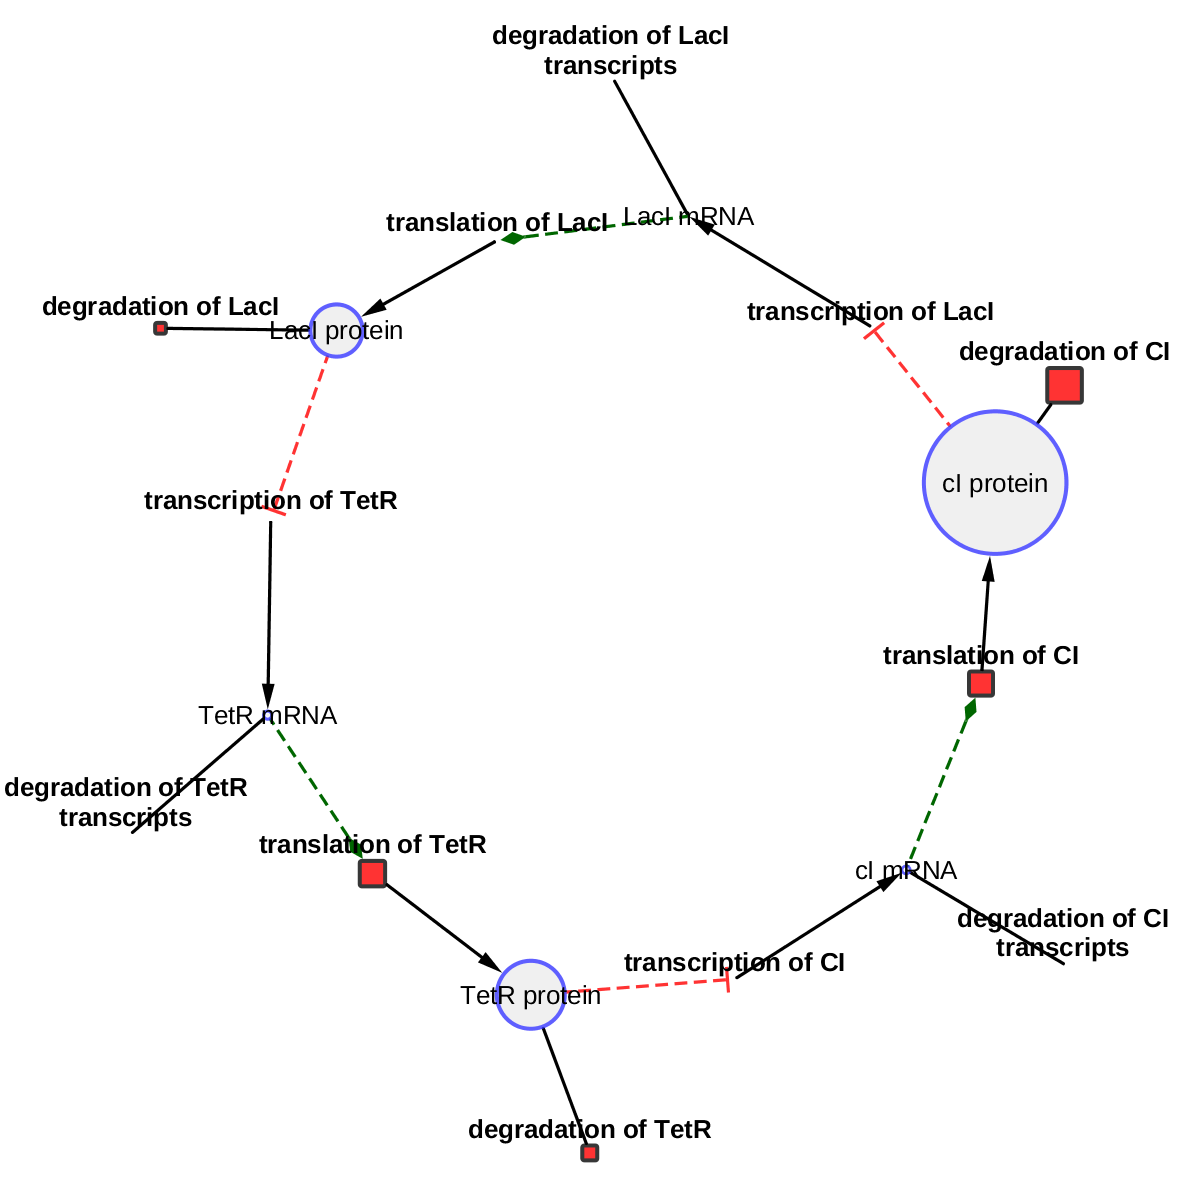 degradation of LacI
transcripts
translation of LacI
LacI mRNA
degradation of LacI
LacI protein
transcription of LacI
degradation of CI
cI protein
transcription of TetR
translation of CI
TetR mRNA
degradation of TetR
transcripts
translation of TetR
cI mRNA
degradation of CI
transcripts
transcription of CI
TetR protein
degradation of TetR